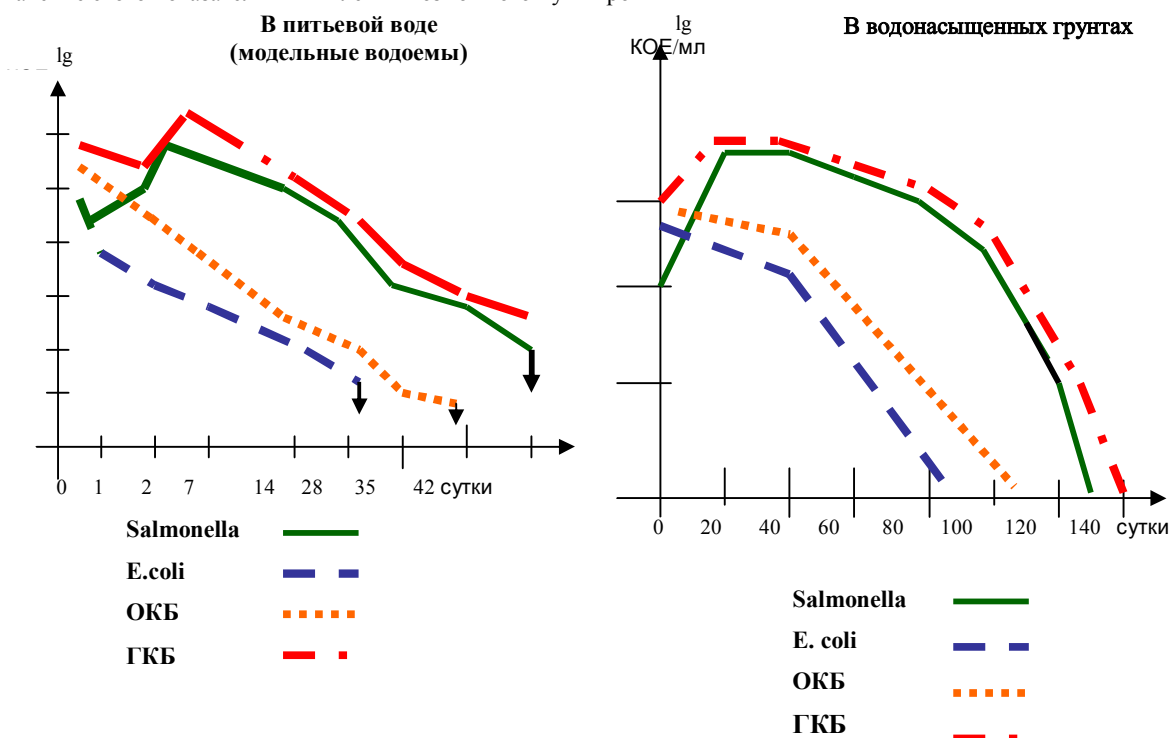 В питьевой воде
(модельные водоемы)
lg
0 1 2 7 14 28 35 42 сутки
Salmonella
E.coli
ОКБ
ГКБ
lg
КОЕ/мл
В водонасыщенных грунтах
0 20 40 60 80 100 120 140 сутки
Salmonella
E. coli
ОКБ
ГКБ